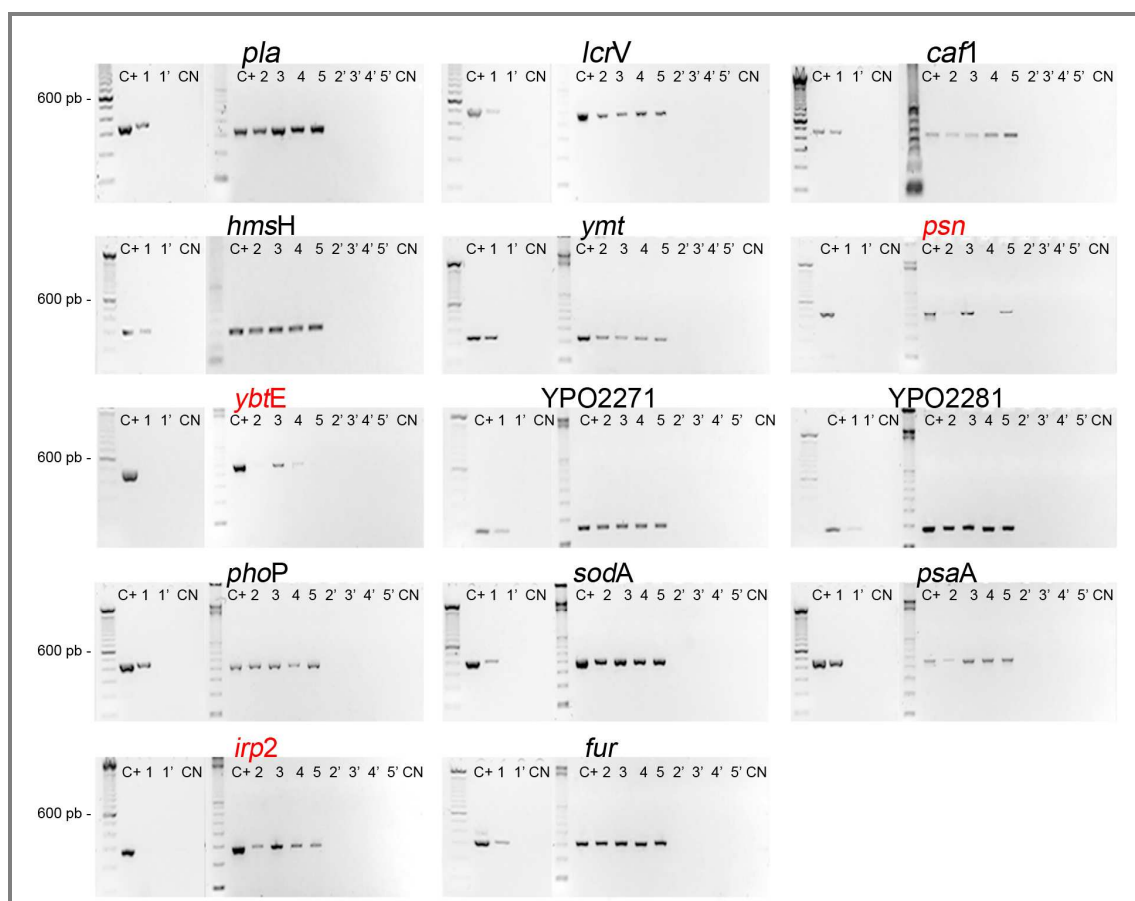 pla lcrV caf1
C+ 1 1' CN C+ 2 3 4 5 2' 3' 4' 5' CN C+ 1 1' CN C+ 2 3 4 5 2' 3' 4' 5' CN C+ 1 1' CN C+ 2 3 4 5 2' 3' 4' 5' CN
600 pb -
hmsH ymt psn
C+ 1 1' CN C+ 2 3 4 5 2' 3' 4' 5' CN C+ 1 1' CN C+ 2 3 4 5 2' 3' 4' 5' CN C+ 1 1' CN C+ 2 3 4 5 2' 3' 4' 5' CN
600 pb -
ybtE YPO2271 YPO2281
C+ 1 1' CN C+ 2 3 4 5 2' 3' 4' 5' CN C+ 1 1' CN C+ 2 3 4 5 2' 3' 4' 5' CN C+ 1 1' CN C+ 2 3 4 5 2' 3' 4' 5' CN
600 pb -
phoP sodA psaA
C+ 1 1' CN C+ 2 3 4 5 2' 3' 4' 5' CN C+ 1 1' CN C+ 2 3 4 5 2' 3' 4' 5' CN C+ 1 1' CN C+ 2 3 4 5 2' 3' 4' 5' CN
600 pb -
irp2 fur
C+ 1 1' CN C+ 2 3 4 5 2' 3' 4' 5' CN C+ 1 1' CN C+ 2 3 4 5 2' 3' 4' 5' CN
600 pb -